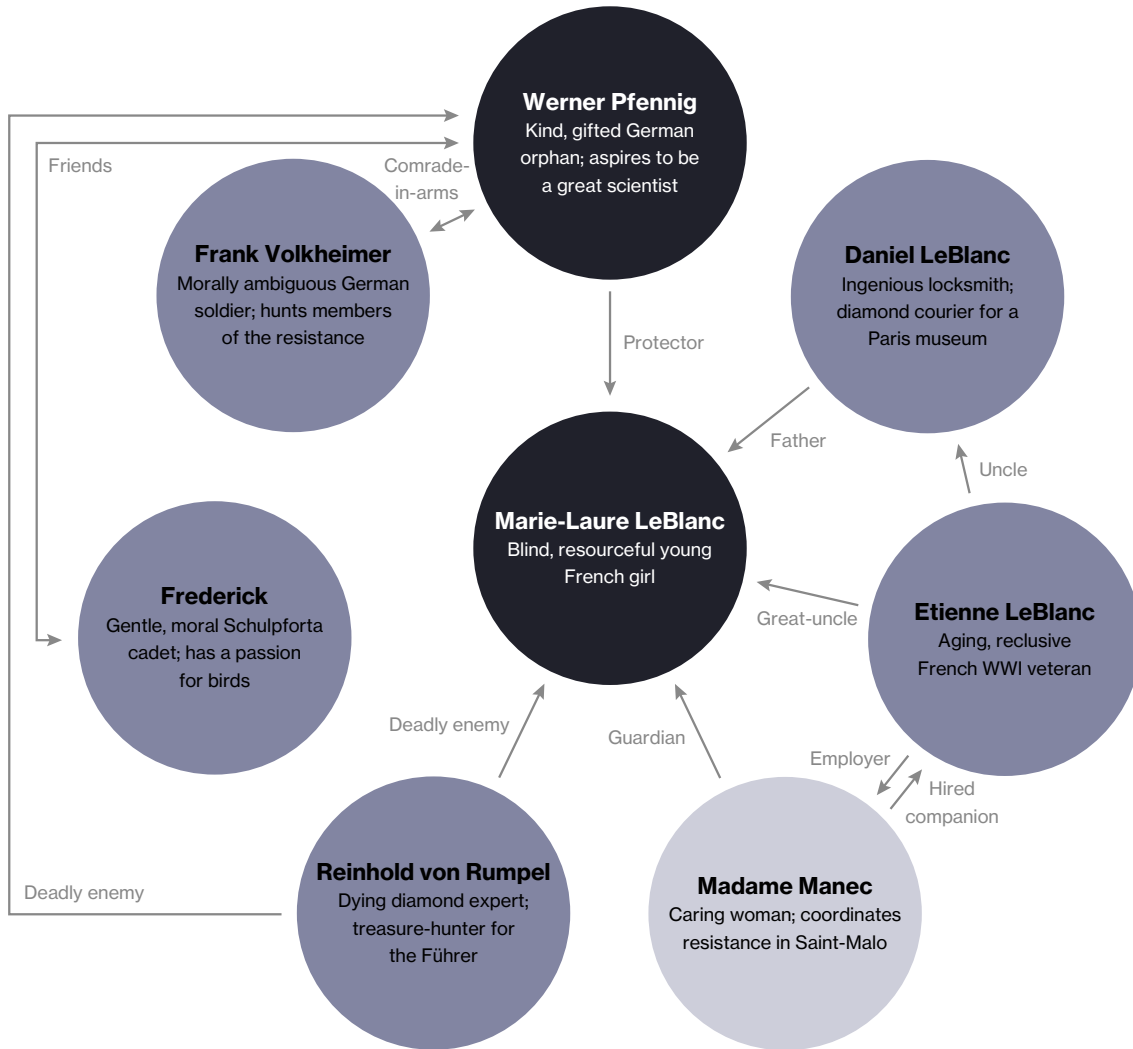 Werner Pfennig
Kind, gifted German
orphan; aspires to be
a great scientist
Friends
Comrade-
in-arms
Frank Volkheimer
Morally ambiguous German
soldier; hunts members
of the resistance
Daniel LeBlanc
Ingenious locksmith;
diamond courier for a
Paris museum
Protector
Father
Uncle
Marie-Laure LeBlanc
Blind, resourceful young
French girl
Frederick
Gentle, moral Schulpforta
cadet; has a passion
for birds
Great-uncle
Etienne LeBlanc
Aging, reclusive
French WWI veteran
Deadly enemy
Guardian
Employer
Hired
companion
Reinhold von Rumpel
Dying diamond expert;
treasure-hunter for
the Führer
Deadly enemy
Madame Manec
Caring woman; coordinates
resistance in Saint-Malo